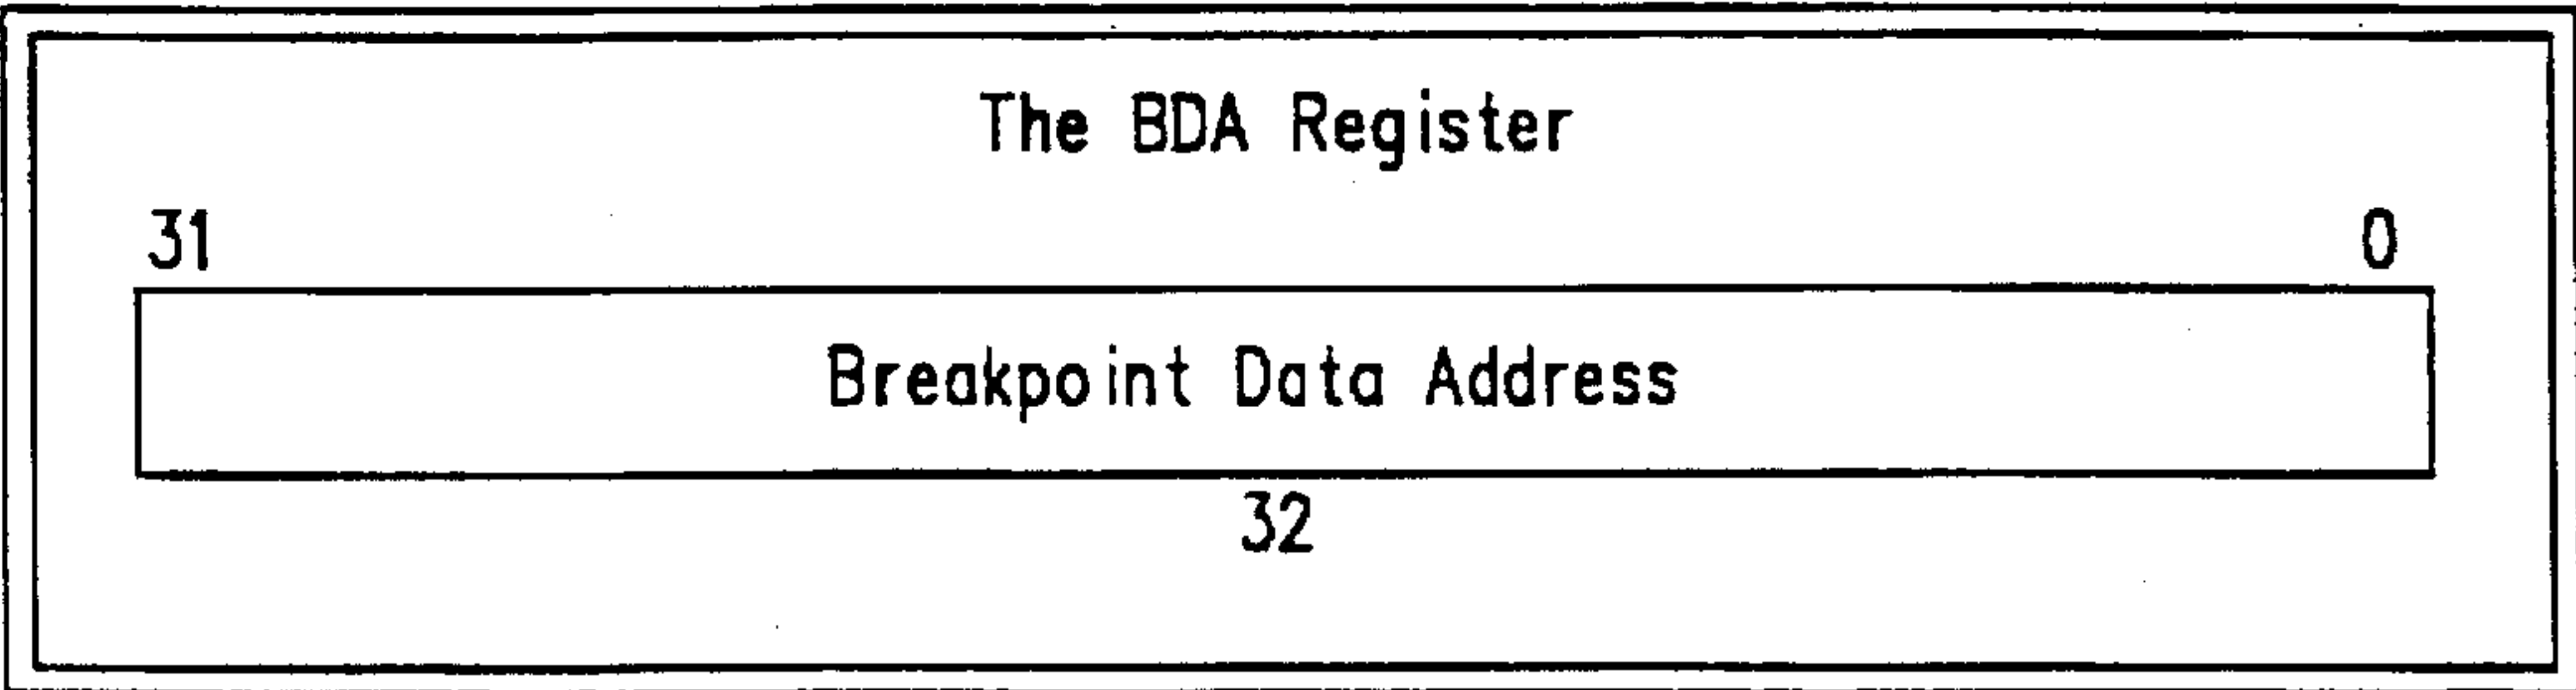 The BDA Register
31 0
Breakpoint Data Address
32